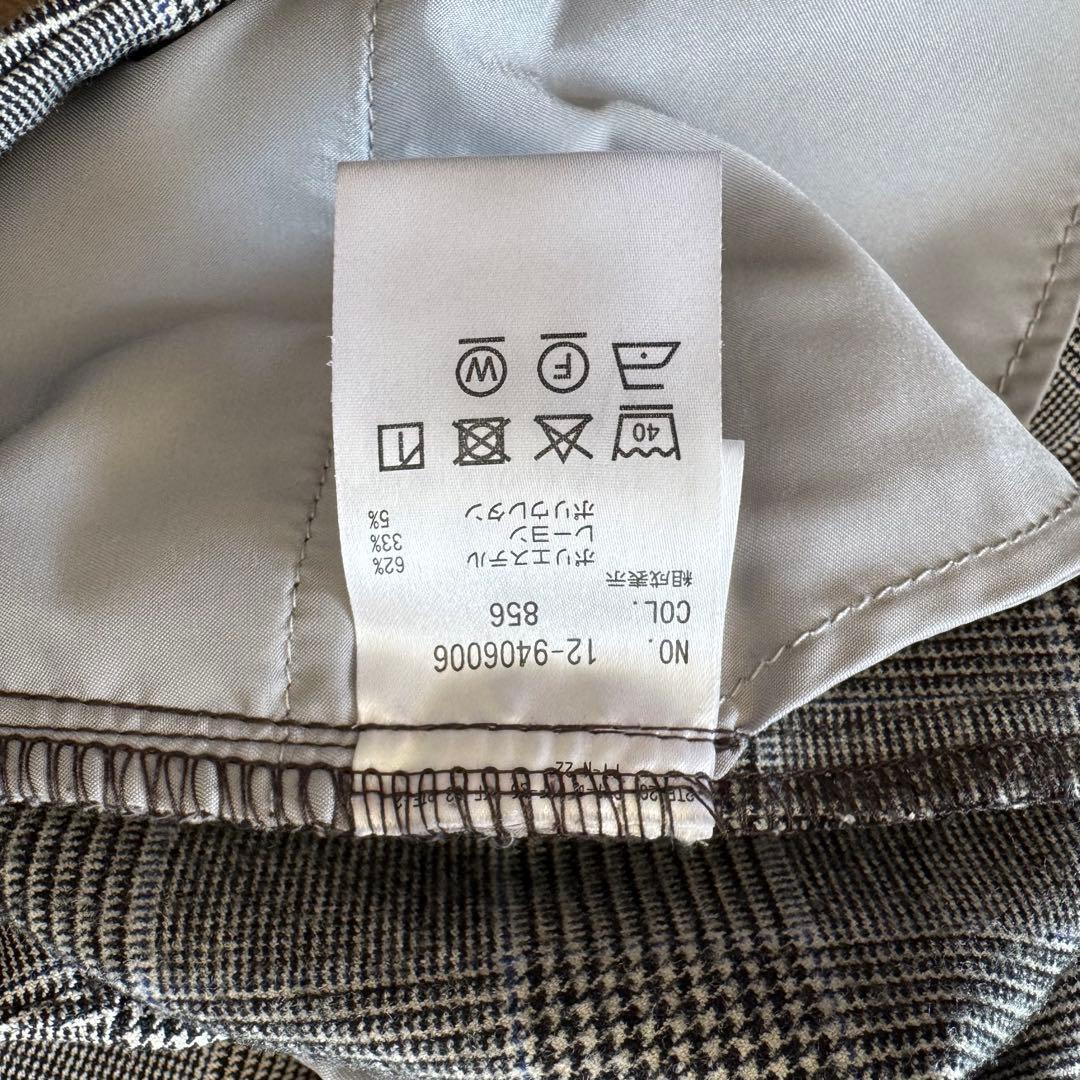 NO. 12-9406006
COL. 856
組成表示
ポリエステル 62%
レーヨン 33%
ポリウレタン 5%
40
F
W